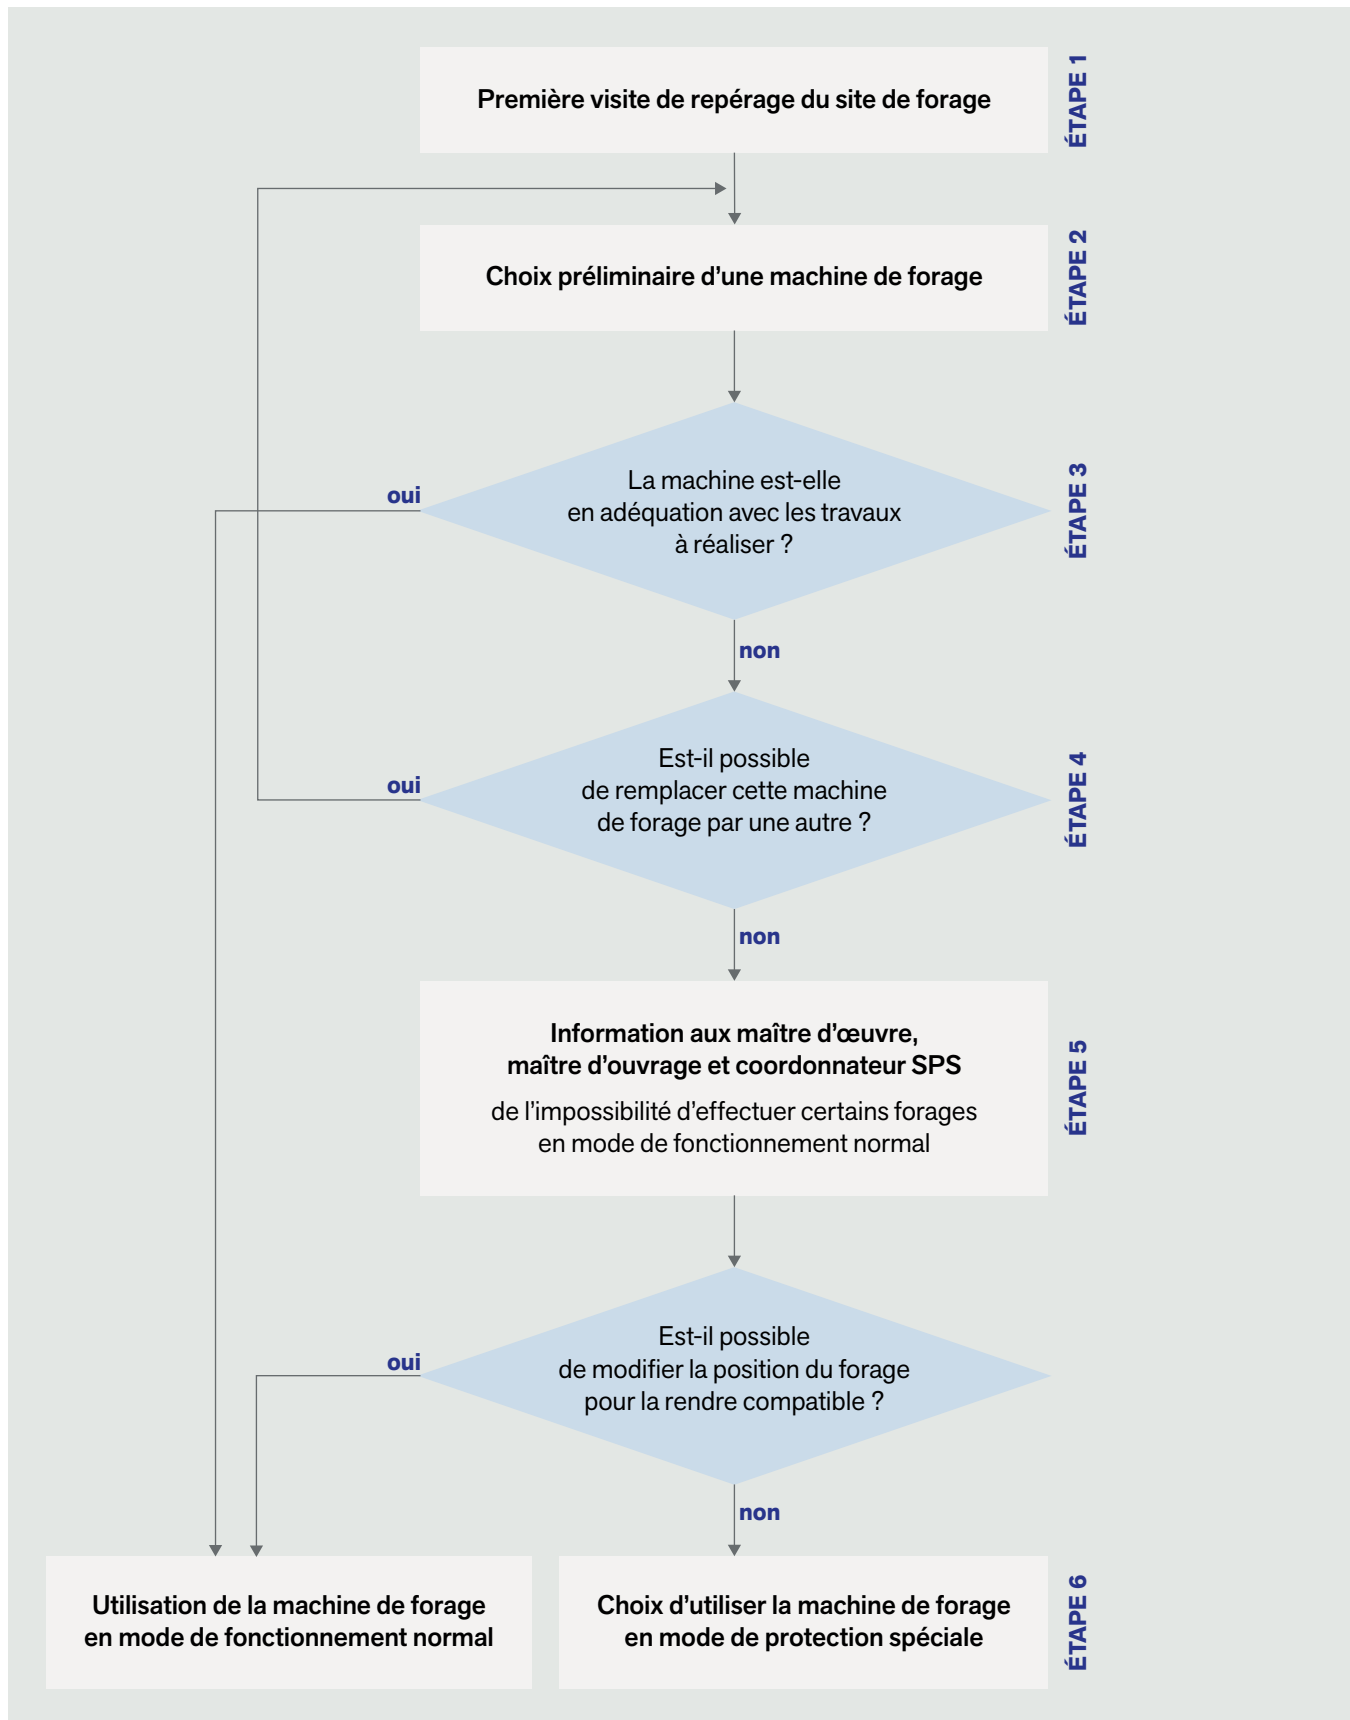 Première visite de repérage du site de forage
ÉTAPE 1
Choix préliminaire d’une machine de forage
ÉTAPE 2
La machine est-elle
en adéquation avec les travaux
à réaliser ?
ÉTAPE 3
oui
non
Est-il possible
de remplacer cette machine
de forage par une autre ?
ÉTAPE 4
oui
non
Information aux maître d’œuvre,
maître d’ouvrage et coordonnateur SPS
de l’impossibilité d’effectuer certains forages
en mode de fonctionnement normal
ÉTAPE 5
Est-il possible
de modifier la position du forage
pour la rendre compatible ?
oui
non
Utilisation de la machine de forage
en mode de fonctionnement normal
Choix d’utiliser la machine de forage
en mode de protection spéciale
ÉTAPE 6